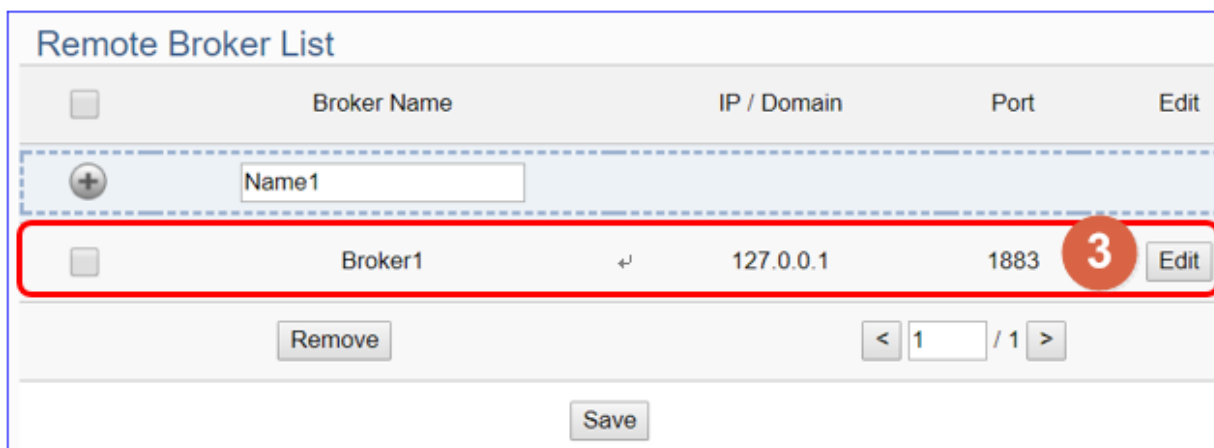 Remote Broker List
Broker Name IP / Domain Port Edit
Name1
Broker1 ↵ 127.0.0.1 1883 3 Edit
Remove < 1 / 1 >
Save